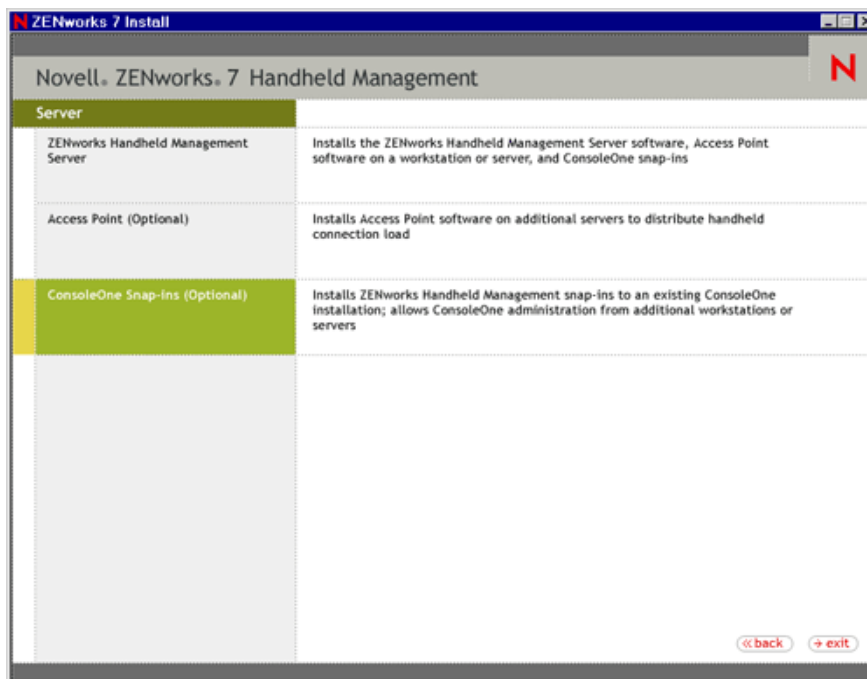 N ZENworks 7 Install
Novell. ZENworks. 7 Handheld Management
N
Server
ZENworks Handheld Management
Server
Installs the ZENworks Handheld Management Server software, Access Point
software on a workstation or server, and ConsoleOne snap-ins
Access Point (Optional)
Installs Access Point software on additional servers to distribute handheld
connection load
ConsoleOne Snap-ins (Optional)
Installs ZENworks Handheld Management snap-ins to an existing ConsoleOne
installation; allows ConsoleOne administration from additional workstations or
servers
«back
→ exit